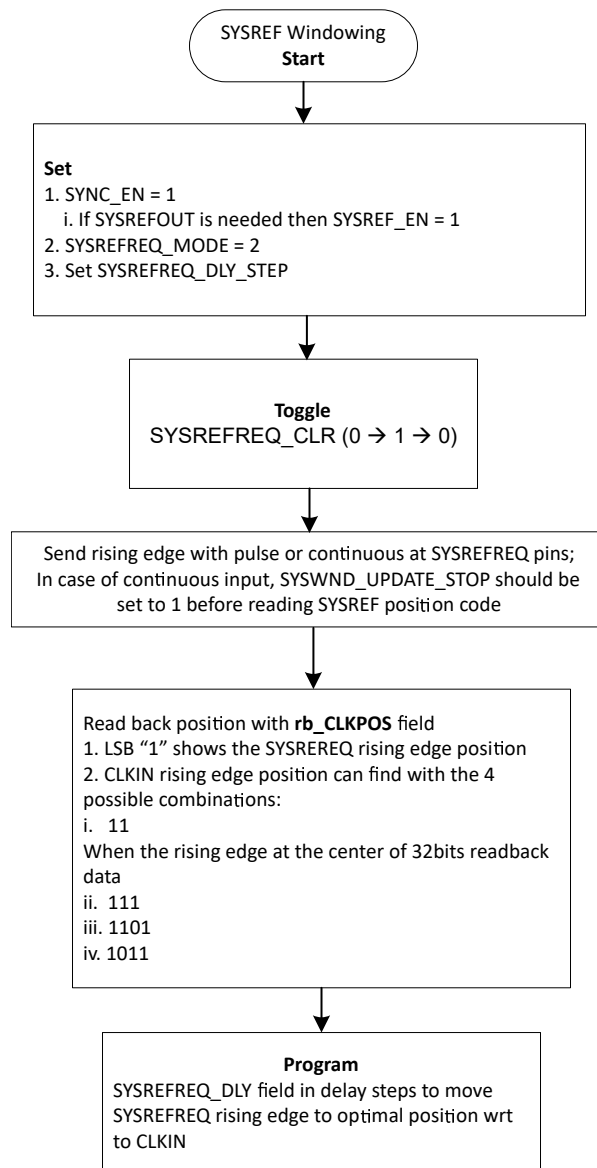 SYSREF Windowing
Start
Set
1. SYNC_EN = 1
i. If SYSREFOUT is needed then SYSREF_EN = 1
2. SYSREFREQ_MODE = 2
3. Set SYSREFREQ_DLY_STEP
Toggle
SYSREFREQ_CLR (0 → 1 → 0)
Send rising edge with pulse or continuous at SYSREFREQ pins;
In case of continuous input, SYSWND_UPDATE_STOP should be
set to 1 before reading SYSREF position code
Read back position with rb_CLKPOS field
1. LSB “1” shows the SYSREREQ rising edge position
2. CLKIN rising edge position can find with the 4
possible combinations:
i. 11
When the rising edge at the center of 32bits readback
data
ii. 111
iii. 1101
iv. 1011
Program
SYSREFREQ_DLY field in delay steps to move
SYSREFREQ rising edge to optimal position wrt
to CLKIN